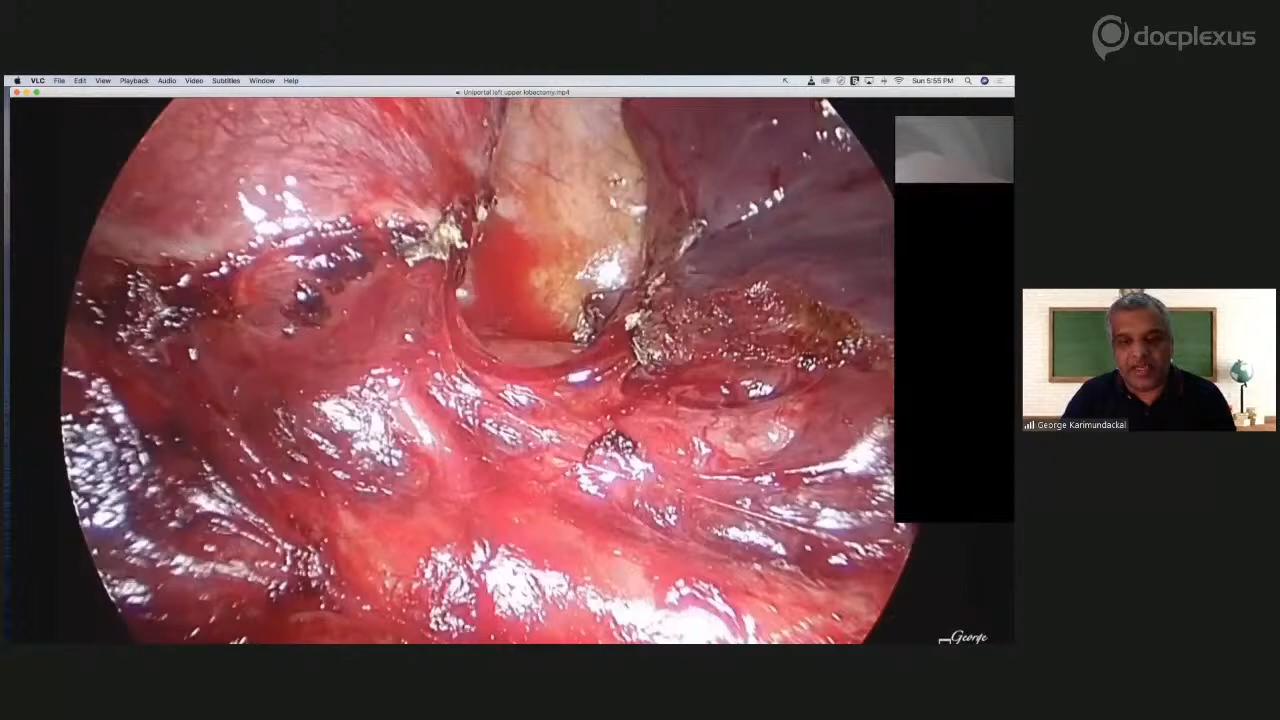 docplexus
VLC File Edit View Playback Audio Video Subtitles Window Help
Sun 5:55 PM
Uniportal left upper lobectomy.mp4
George Karimundackal
George